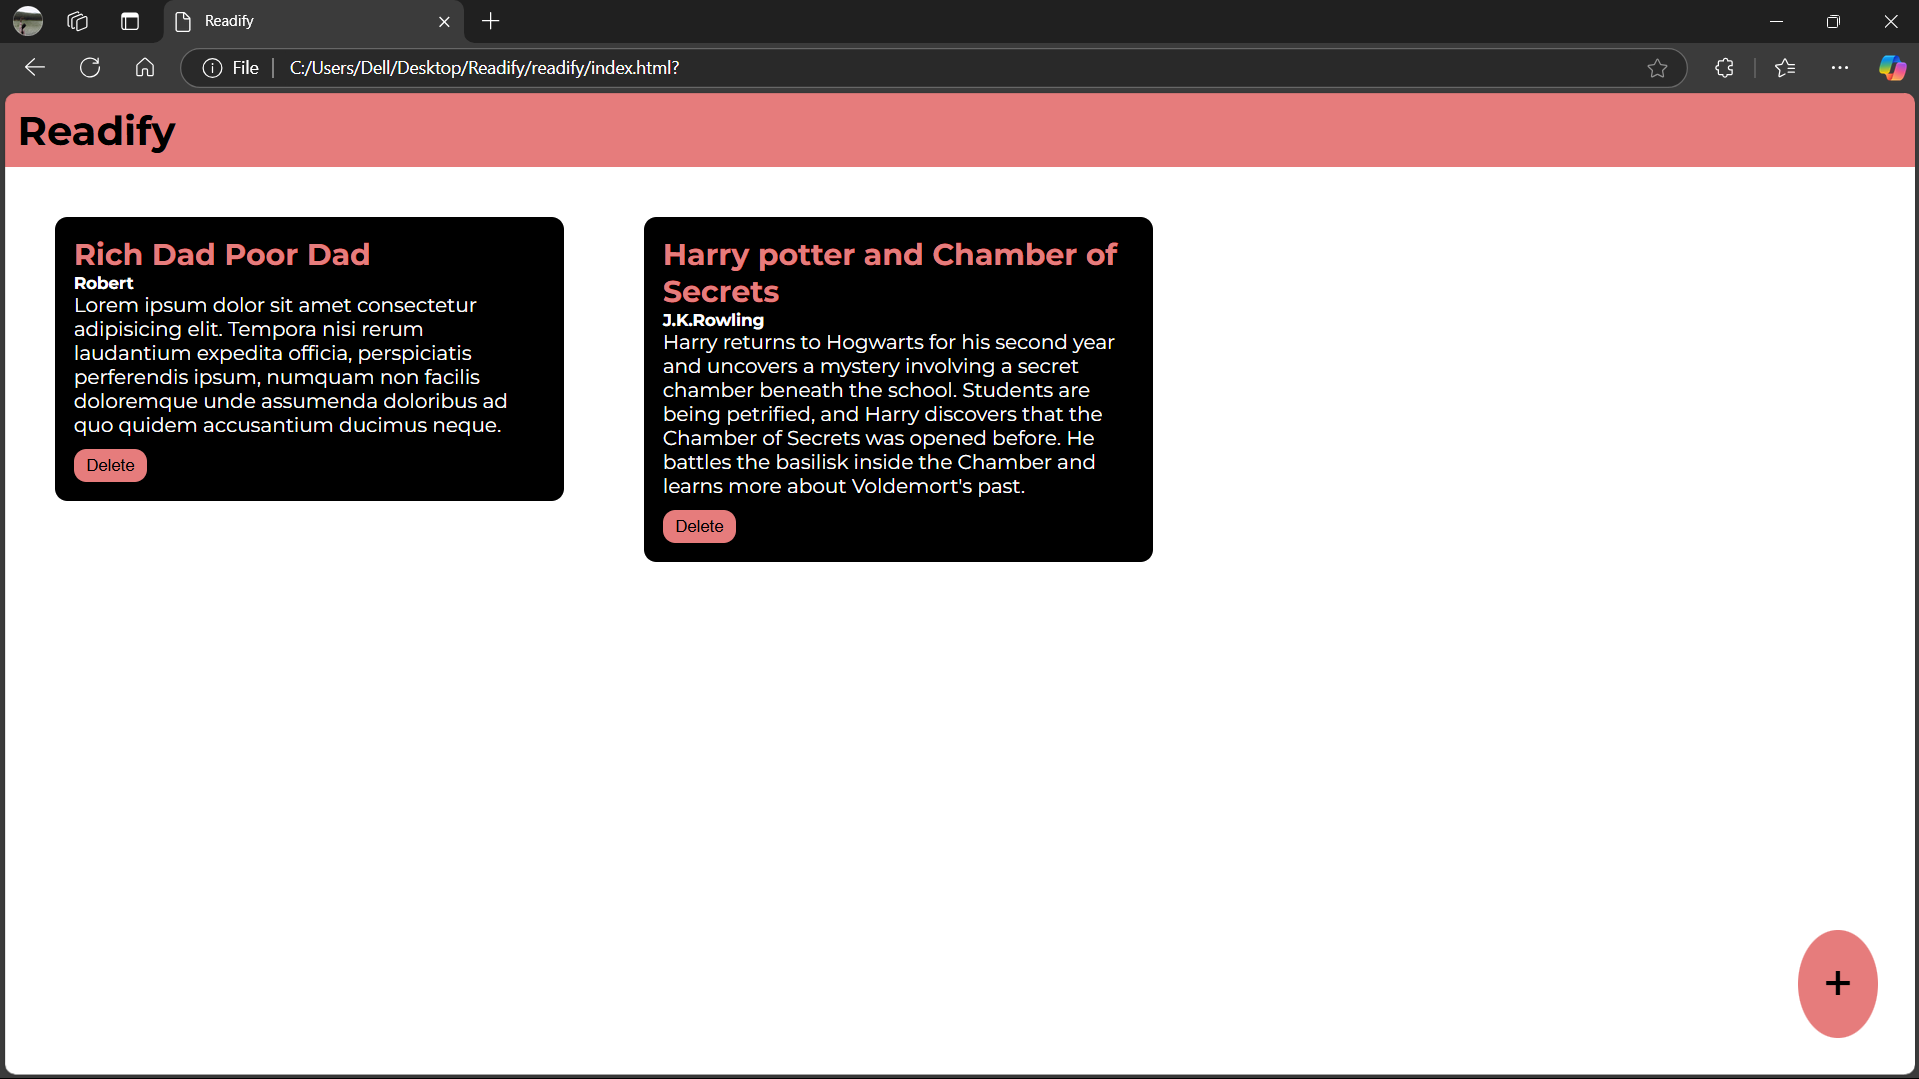 Readify
File
C:/Users/Dell/Desktop/Readify/readify/index.html?
Readify
Rich Dad Poor Dad
Robert
Lorem ipsum dolor sit amet consectetur
adipisicing elit. Tempora nisi rerum
laudantium expedita officia, perspiciatis
perferendis ipsum, numquam non facilis
doloremque unde assumenda doloribus ad
quo quidem accusantium ducimus neque.
Delete
Harry potter and Chamber of
Secrets
J.K.Rowling
Harry returns to Hogwarts for his second year
and uncovers a mystery involving a secret
chamber beneath the school. Students are
being petrified, and Harry discovers that the
Chamber of Secrets was opened before. He
battles the basilisk inside the Chamber and
learns more about Voldemort's past.
Delete
+